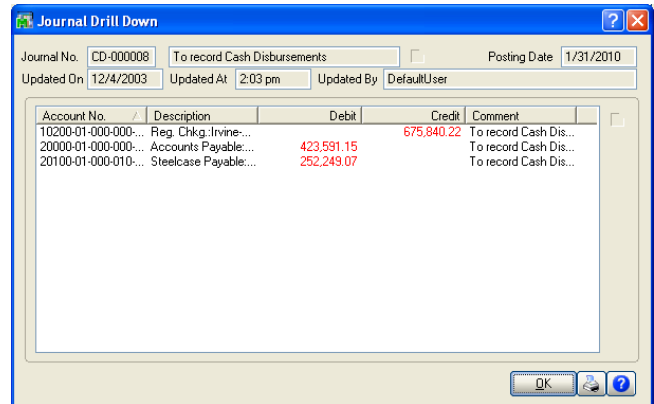 Journal Drill Down
Journal No. CD-000008 To record Cash Disbursements Posting Date 1/31/2010
Updated On 12/4/2003 Updated At 2:03 pm Updated By DefaultUser
Account No. Description Debit Credit Comment
10200-01-000-000-... Reg. Chkg.:Irvine-... 675,840.22 To record Cash Dis...
20000-01-000-000-... Accounts Payable:... 423,591.15 To record Cash Dis...
20100-01-000-010-... Steelcase Payable:... 252,249.07 To record Cash Dis...
OK